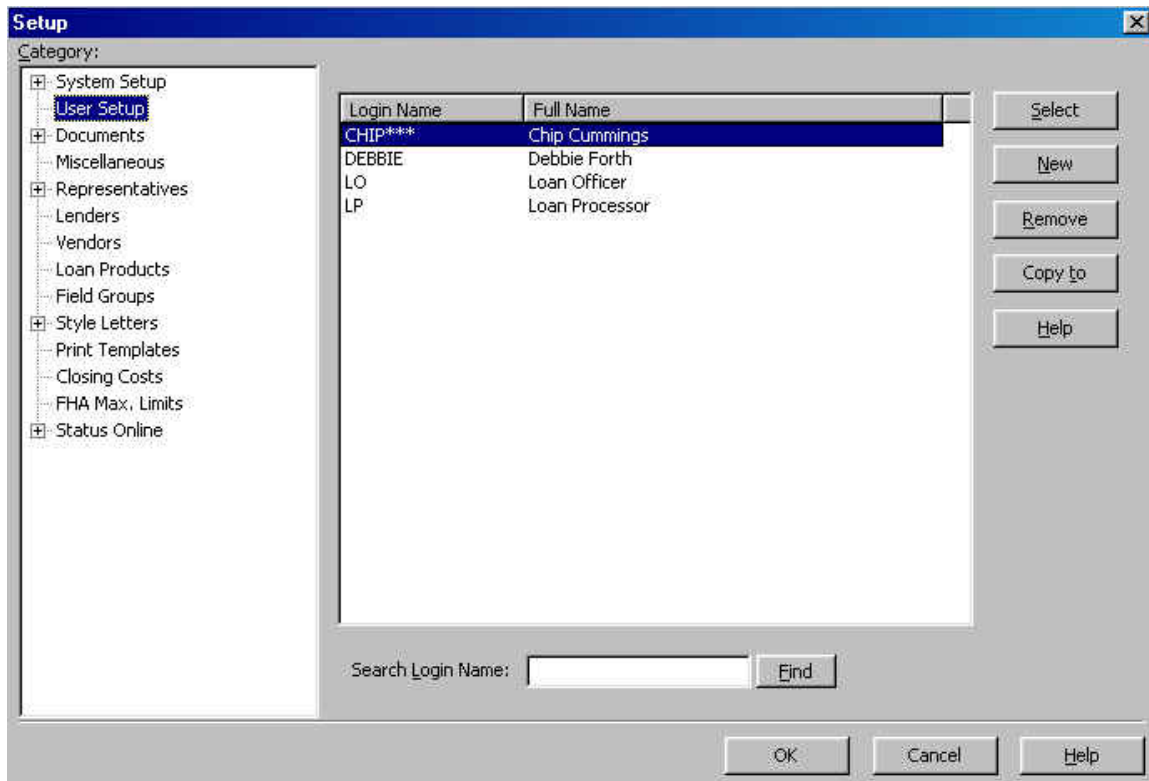 Setup
Category:
System Setup
User Setup
Documents
Miscellaneous
Representatives
Lenders
Vendors
Loan Products
Field Groups
Style Letters
Print Templates
Closing Costs
FHA Max. Limits
Status Online
Login Name Full Name
CHIP*** Chip Cummings
DEBBIE Debbie Forth
LO Loan Officer
LP Loan Processor
Select
New
Remove
Copy to
Help
Search Login Name: Find
OK Cancel Help